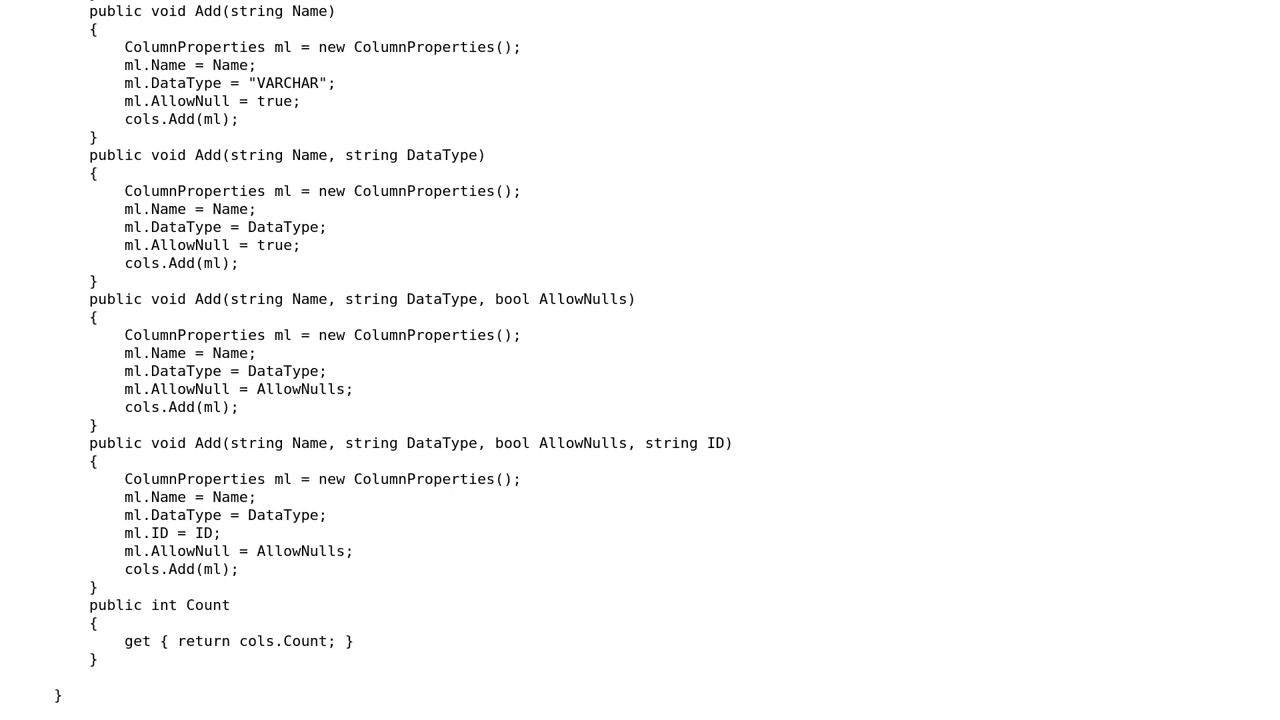 public void Add(string Name)
{
ColumnProperties ml = new ColumnProperties();
ml.Name = Name;
ml.DataType = "VARCHAR";
ml.AllowNull = true;
cols.Add(ml);
}
public void Add(string Name, string DataType)
{
ColumnProperties ml = new ColumnProperties();
ml.Name = Name;
ml.DataType = DataType;
ml.AllowNull = true;
cols.Add(ml);
}
public void Add(string Name, string DataType, bool AllowNulls)
{
ColumnProperties ml = new ColumnProperties();
ml.Name = Name;
ml.DataType = DataType;
ml.AllowNull = AllowNulls;
cols.Add(ml);
}
public void Add(string Name, string DataType, bool AllowNulls, string ID)
{
ColumnProperties ml = new ColumnProperties();
ml.Name = Name;
ml.DataType = DataType;
ml.ID = ID;
ml.AllowNull = AllowNulls;
cols.Add(ml);
}
public int Count
{
get { return cols.Count; }
}
}